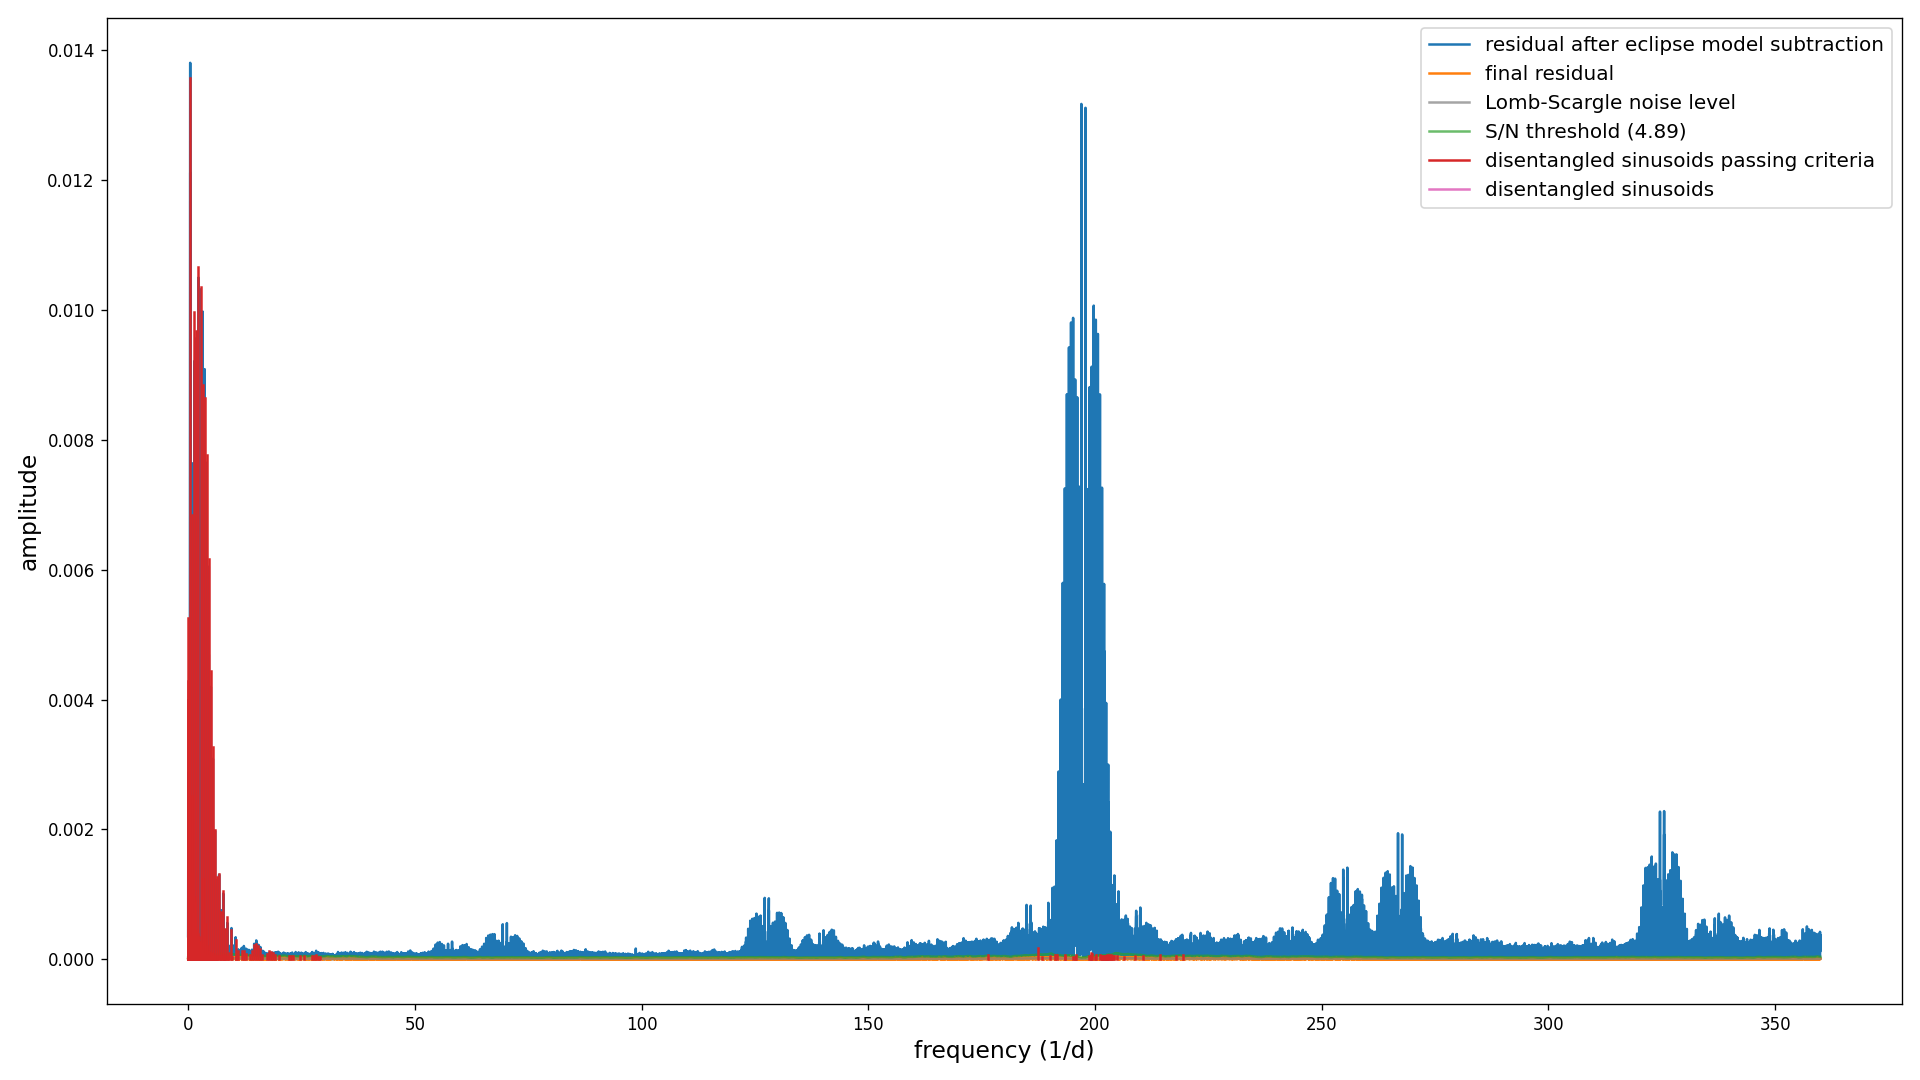 residual after eclipse model subtraction
final residual
Lomb-Scargle noise level
S/N threshold (4.89)
disentangled sinusoids passing criteria
disentangled sinusoids
amplitude
0.014
0.012
0.010
0.008
0.006
0.004
0.002
0.000
0 50 100 150 200 250 300 350
frequency (1/d)